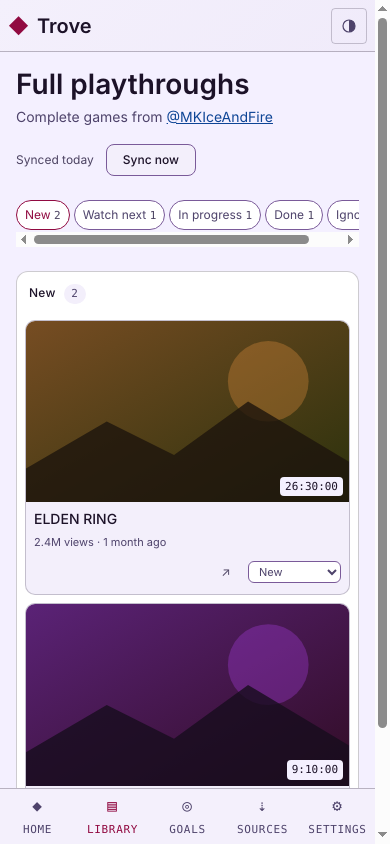 Trove
Full playthroughs
Complete games from @MKIceAndFire
Synced today Sync now
New 2 Watch next 1 In progress 1 Done 1 Igno
New 2
26:30:00
ELDEN RING
2.4M views · 1 month ago
New
9:10:00
HOME LIBRARY GOALS SOURCES SETTINGS